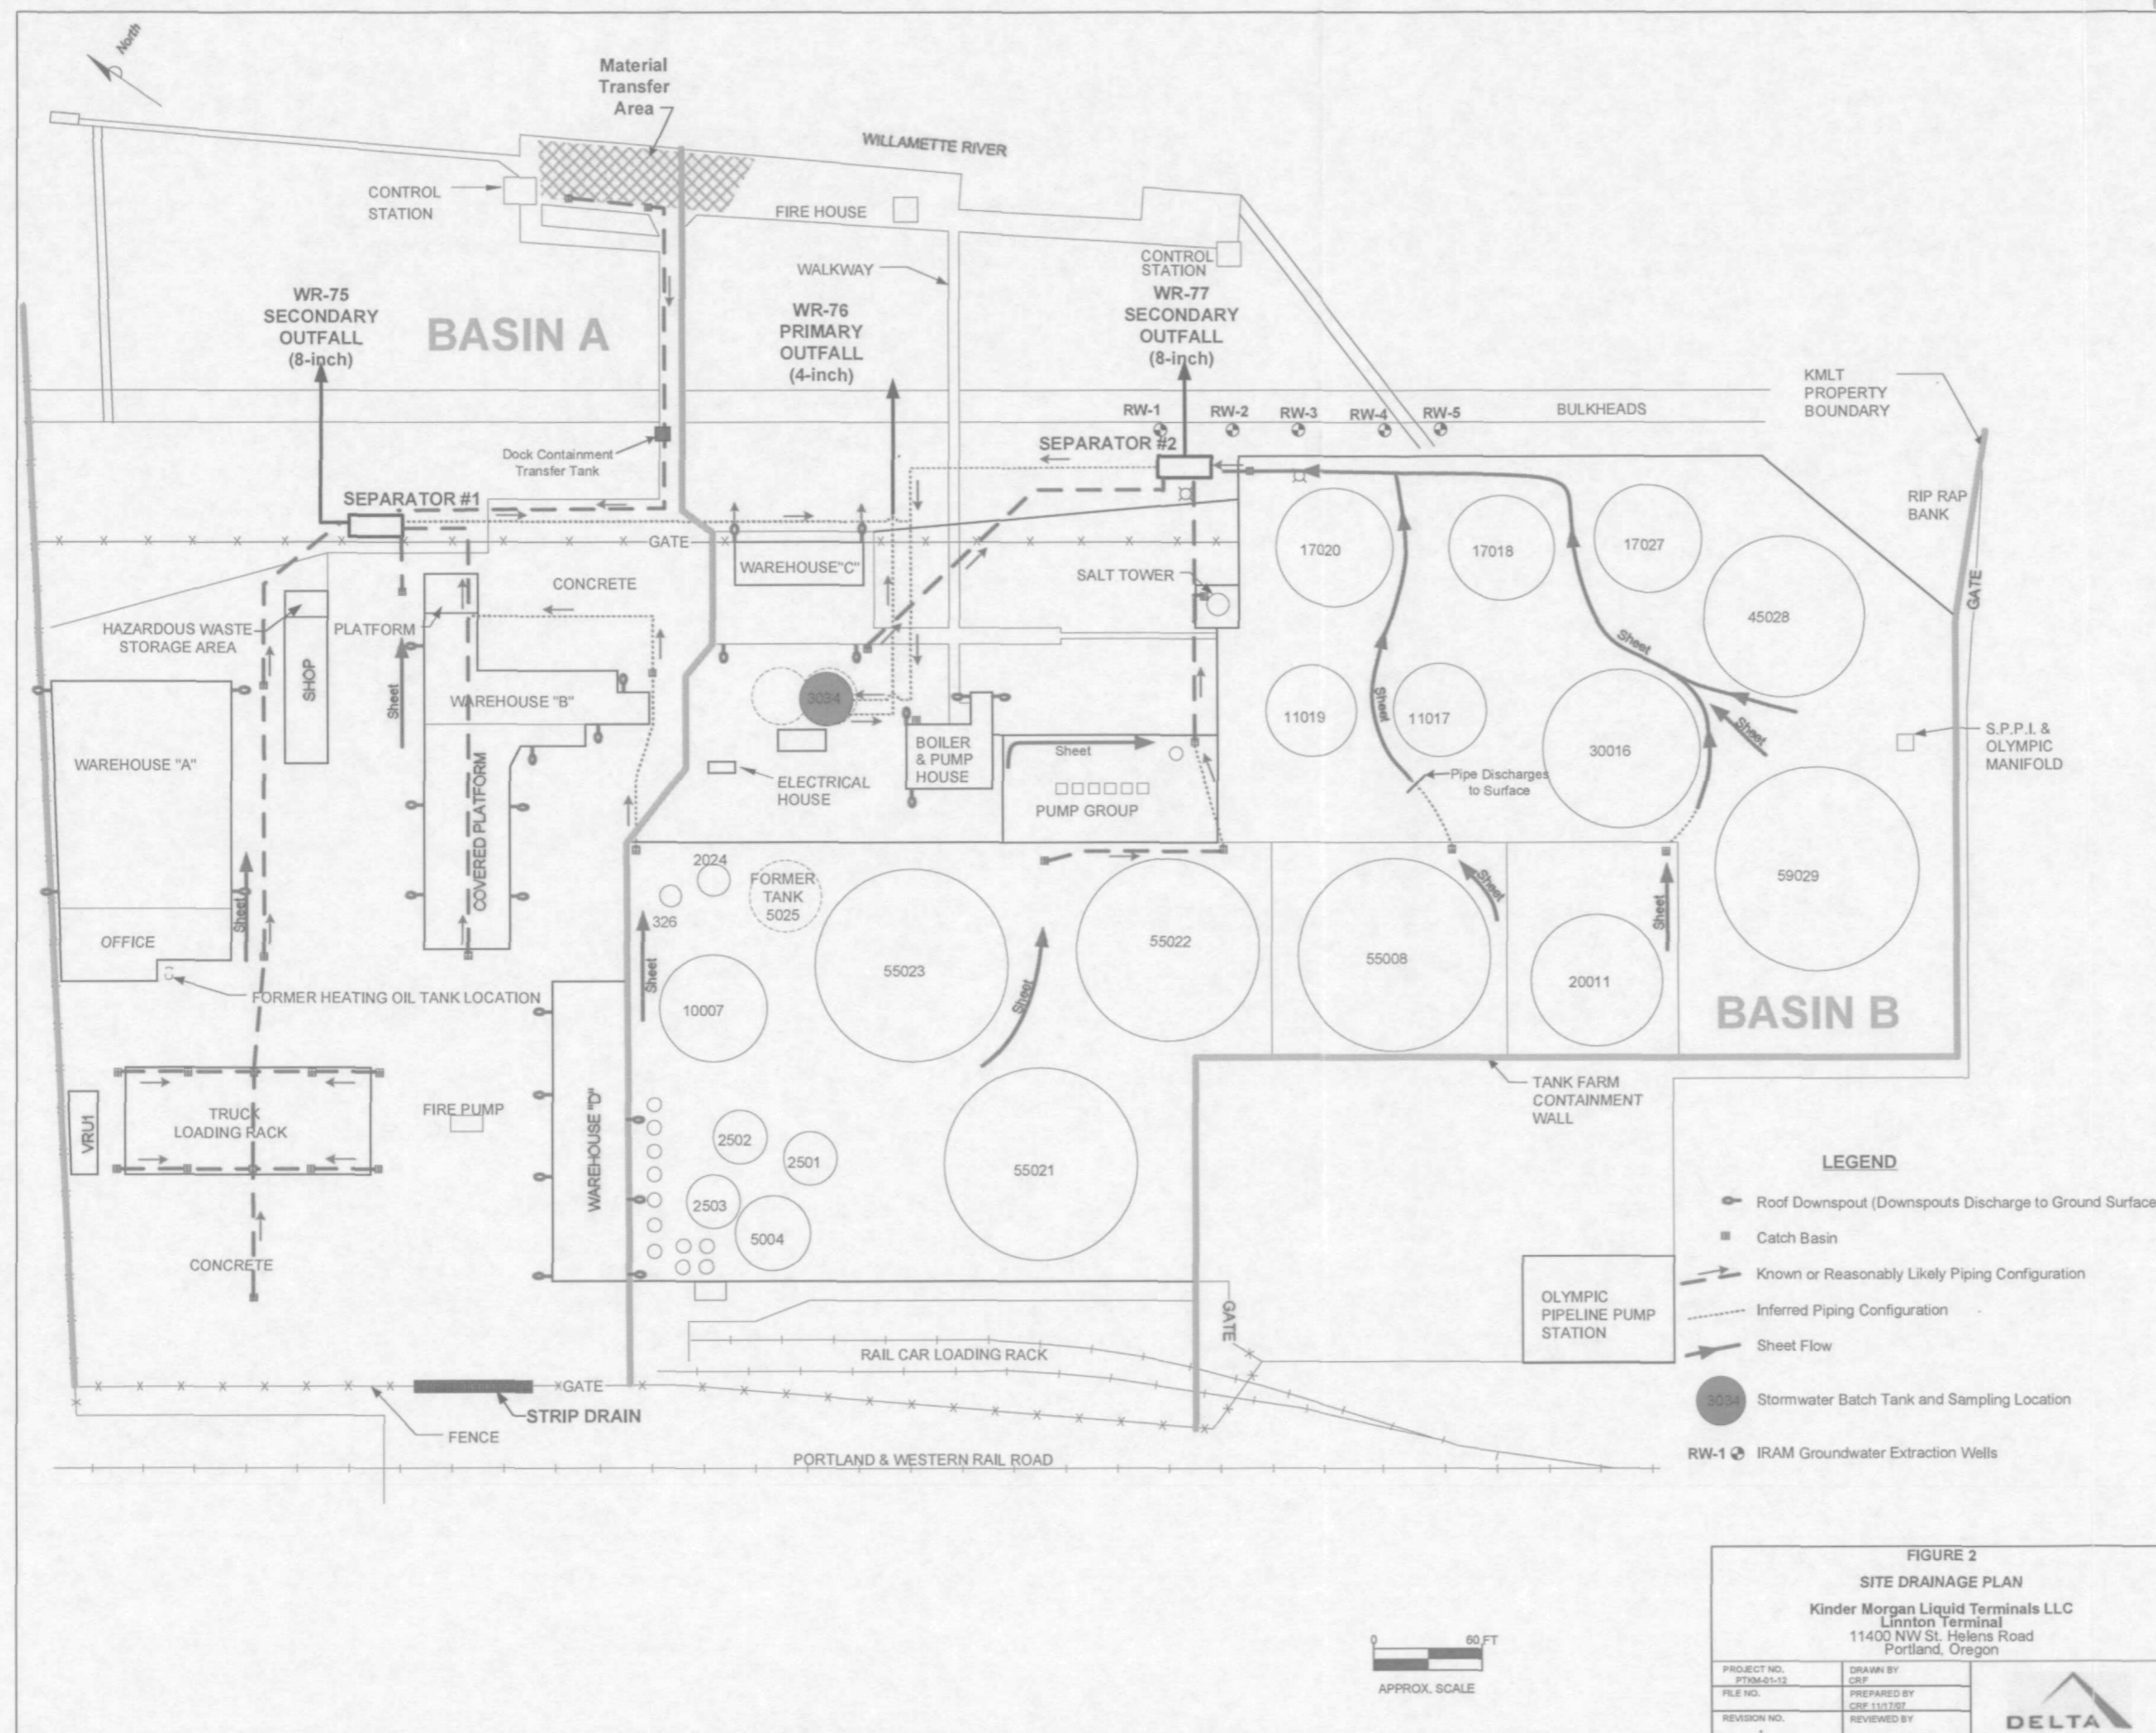 North
Material
Transfer
Area
WILLAMETTE RIVER
CONTROL
STATION
FIRE HOUSE
WALKWAY
CONTROL
STATION
WR-75
SECONDARY
OUTFALL
(8-inch)
BASIN A
WR-76
PRIMARY
OUTFALL
(4-inch)
WR-77
SECONDARY
OUTFALL
(8-inch)
KMLT
PROPERTY
BOUNDARY
RW-1
RW-2
RW-3
RW-4
RW-5
BULKHEADS
Dock Containment
Transfer Tank
SEPARATOR #2
SEPARATOR #1
RIP RAP
BANK
GATE
WAREHOUSE"C"
CONCRETE
SALT TOWER
17020
17018
17027
45028
GATE
HAZARDOUS WASTE
STORAGE AREA
PLATFORM
SHOP
Sheet
WAREHOUSE "B"
3034
Sheet
Sheet
11019
11017
30016
Sheet
S.P.P.I. &
OLYMPIC
MANIFOLD
WAREHOUSE "A"
COVERED PLATFORM
ELECTRICAL
HOUSE
BOILER
& PUMP
HOUSE
Sheet
PUMP GROUP
Pipe Discharges
to Surface
2024
326
FORMER
TANK
5025
55023
55022
55008
20011
59029
Sheet
Sheet
Sheet
Sheet
Sheet
OFFICE
FORMER HEATING OIL TANK LOCATION
10007
BASIN B
VRU1
TRUCK
LOADING RACK
FIRE PUMP
WAREHOUSE "D"
2502
2501
2503
5004
55021
TANK FARM
CONTAINMENT
WALL
CONCRETE
LEGEND
Roof Downspout (Downspouts Discharge to Ground Surface
Catch Basin
Known or Reasonably Likely Piping Configuration
Inferred Piping Configuration
Sheet Flow
3034
Stormwater Batch Tank and Sampling Location
RW-1 IRAM Groundwater Extraction Wells
OLYMPIC
PIPELINE PUMP
STATION
GATE
RAIL CAR LOADING RACK
GATE
STRIP DRAIN
FENCE
PORTLAND & WESTERN RAIL ROAD
0 60 FT
APPROX. SCALE
FIGURE 2
SITE DRAINAGE PLAN
Kinder Morgan Liquid Terminals LLC
Linnton Terminal
11400 NW St. Helens Road
Portland, Oregon
PROJECT NO.
PTKM-01-12
DRAWN BY
CRF
FILE NO.
PREPARED BY
CRF 11/17/07
REVISION NO.
REVIEWED BY
DELTA